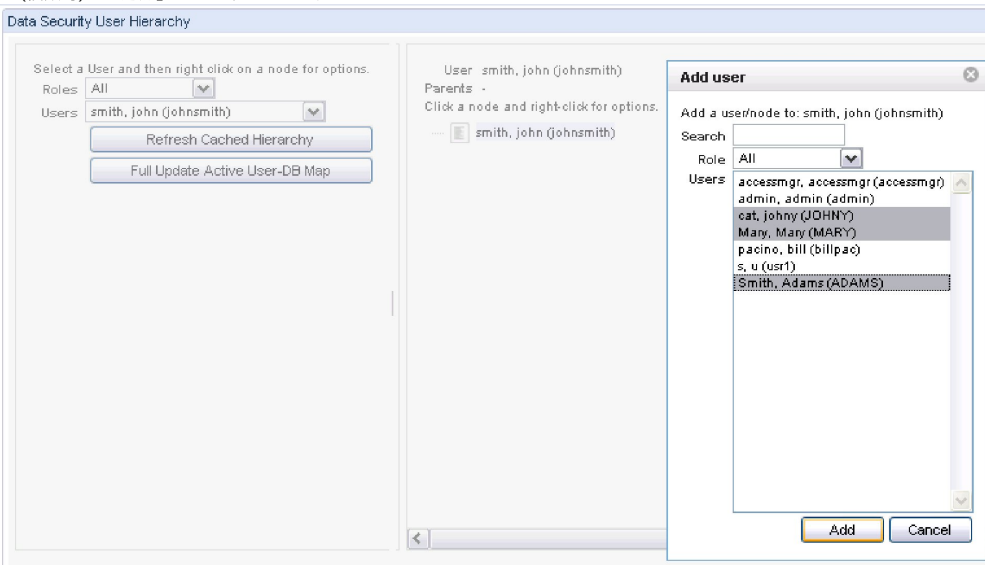 Data Security User Hierarchy
Select a User and then right click on a node for options.
Roles All
Users smith, john (johnsmith)
Refresh Cached Hierarchy
Full Update Active User-DB Map
User smith, john (johnsmith)
Parents -
Click a node and right-click for options.
smith, john (johnsmith)
Add user
Add a user/node to: smith, john (johnsmith)
Search
Role All
Users
accessmgr, accessmgr (accessmgr)
admin, admin (admin)
cat, johny (JOHNY)
Mary, Mary (MARY)
pacino, bill (billpac)
s, u (usr1)
Smith, Adams (ADAMS)
Add Cancel